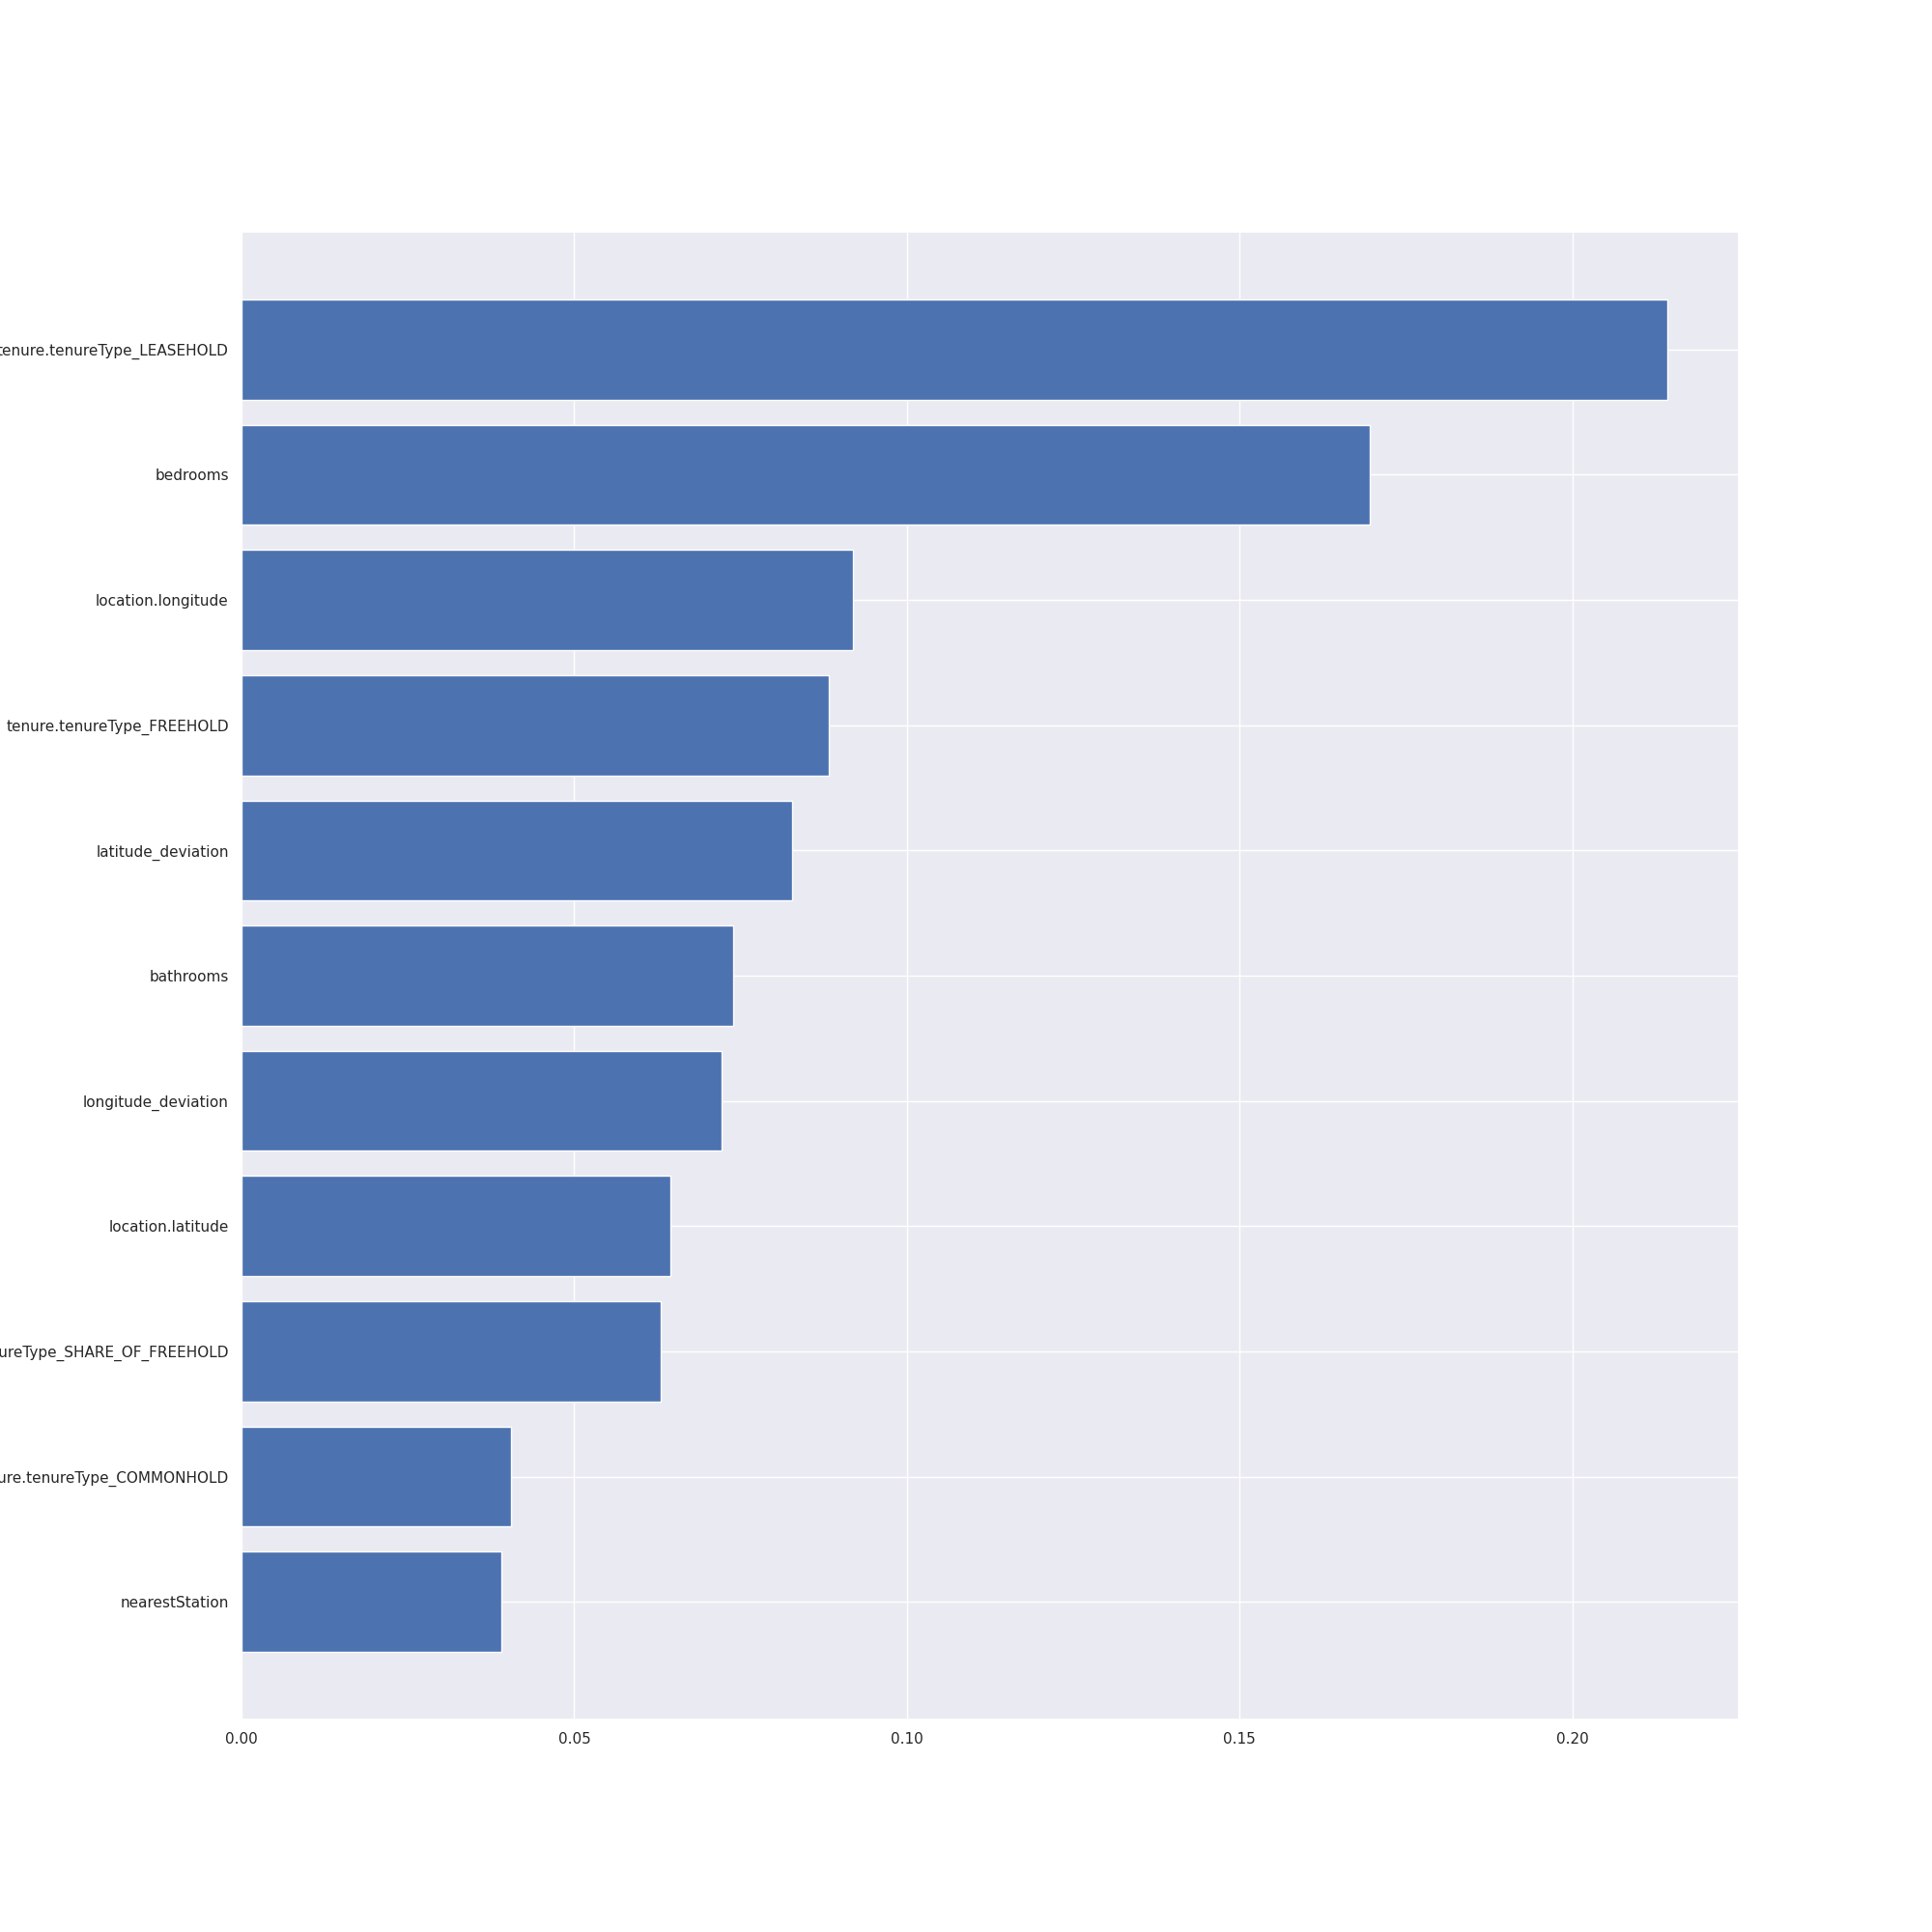 tenure.tenureType_LEASEHOLD
bedrooms
location.longitude
tenure.tenureType_FREEHOLD
latitude_deviation
bathrooms
longitude_deviation
location.latitude
ureType_SHARE_OF_FREEHOLD
ure.tenureType_COMMONHOLD
nearestStation
0.00 0.05 0.10 0.15 0.20